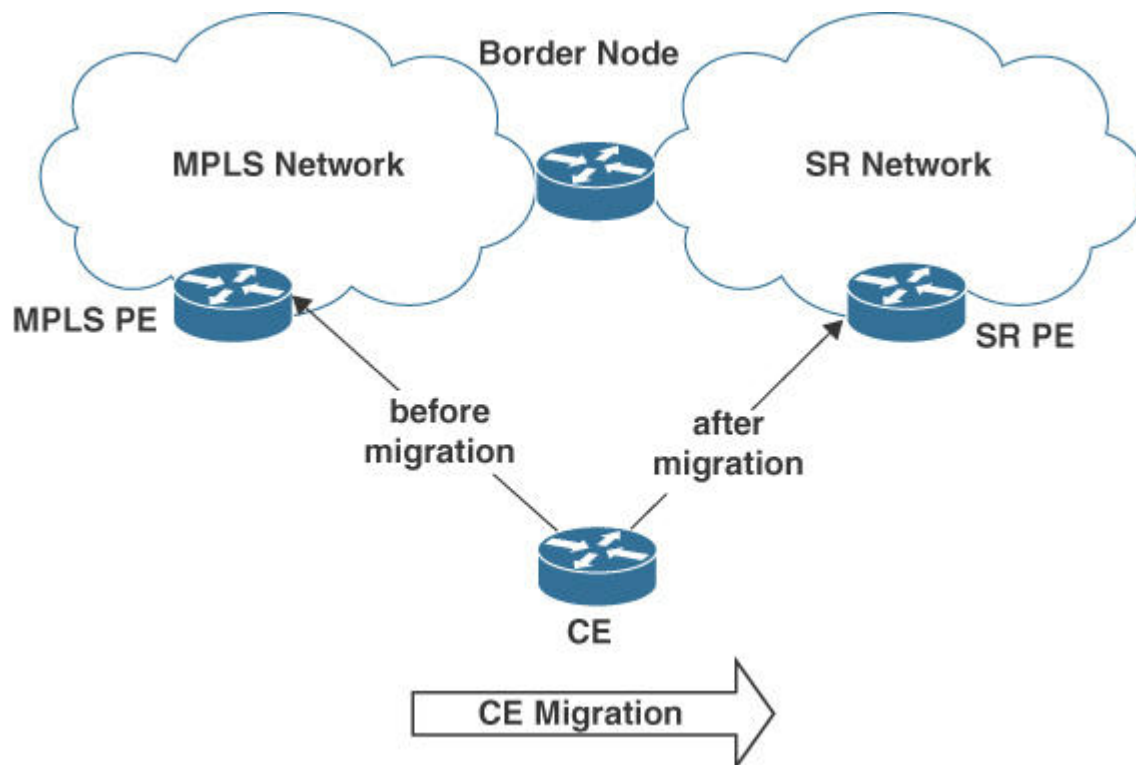 Border Node
MPLS Network
SR Network
MPLS PE
SR PE
before
migration
after
migration
CE
CE Migration